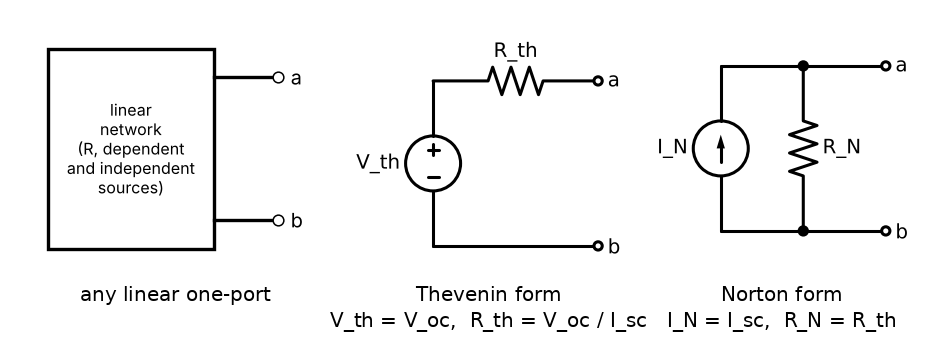 linear
network
(R, dependent
and independent
sources)
a
b
any linear one-port
R_th
V_th
+
−
a
b
Thevenin form
V_th = V_oc, R_th = V_oc / I_sc
I_N
R_N
a
b
Norton form
I_N = I_sc, R_N = R_th